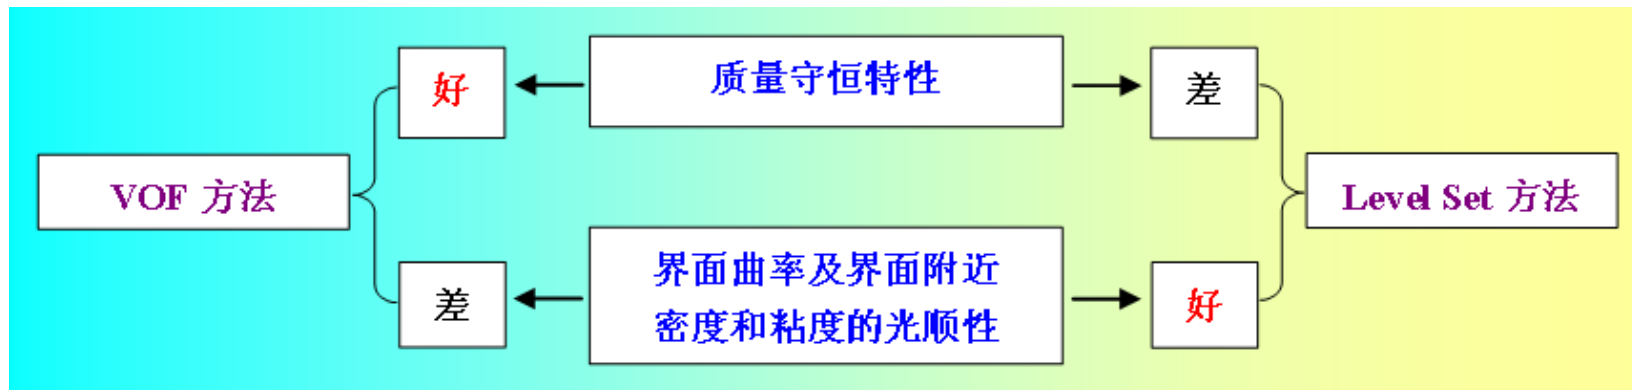 好
质量守恒特性
差
VOF 方法
Level Set 方法
差
界面曲率及界面附近
密度和粘度的光顺性
好